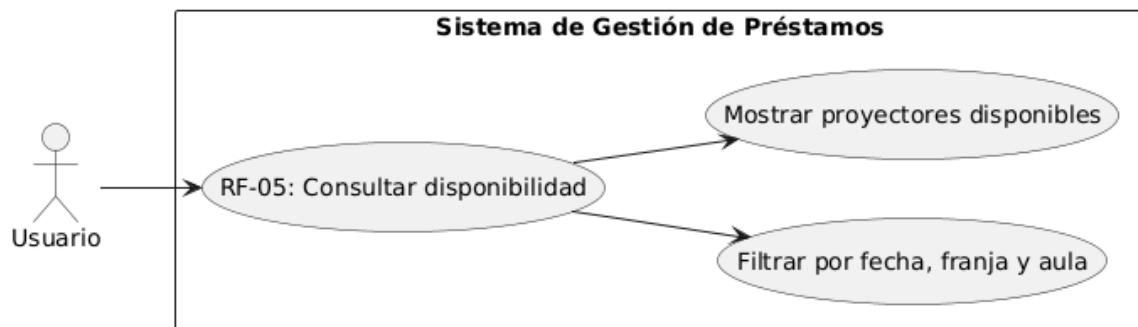 Sistema de Gestión de Préstamos
Mostrar proyectores disponibles
RF-05: Consultar disponibilidad
Usuario
Filtrar por fecha, franja y aula